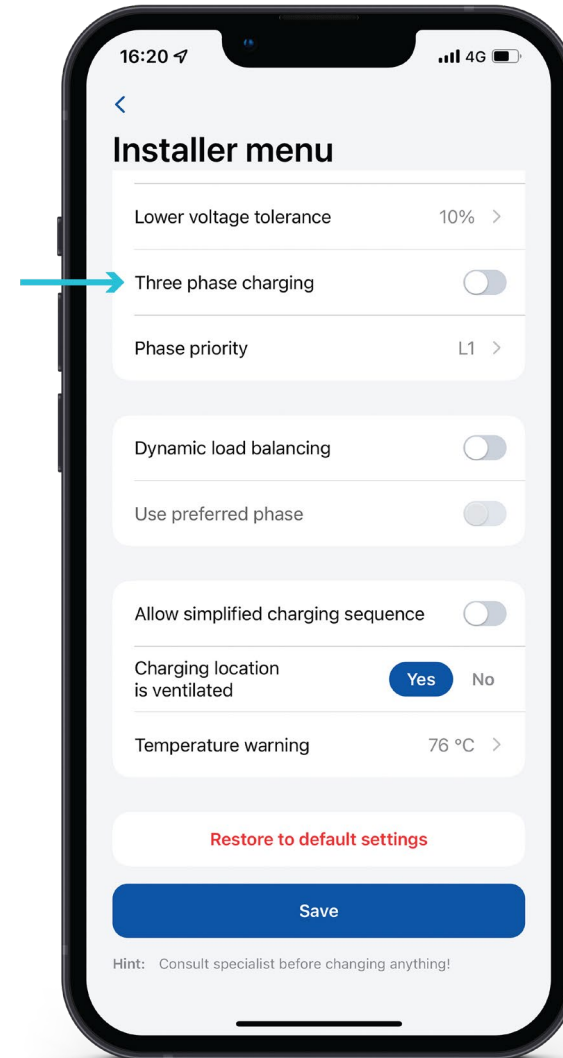 16:20
4G
Installer menu
Lower voltage tolerance 10%
Three phase charging
Phase priority L1
Dynamic load balancing
Use preferred phase
Allow simplified charging sequence
Charging location
is ventilated
Yes No
Temperature warning 76 °C
Restore to default settings
Save
Hint: Consult specialist before changing anything!